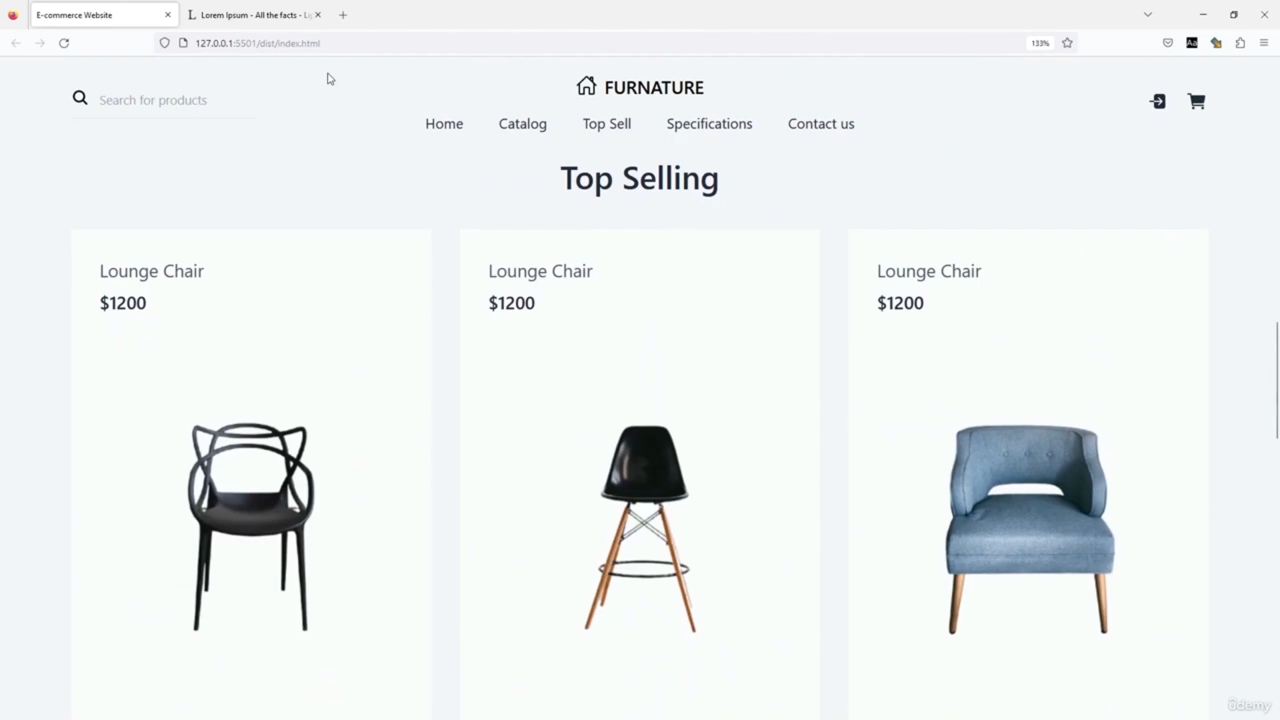 E-commerce Website
Lorem Ipsum - All the facts - Li
127.0.0.1:5501/dist/index.html
133%
Search for products
FURNATURE
Home Catalog Top Sell Specifications Contact us
Top Selling
Lounge Chair Lounge Chair Lounge Chair
$1200 $1200 $1200
ûdemy